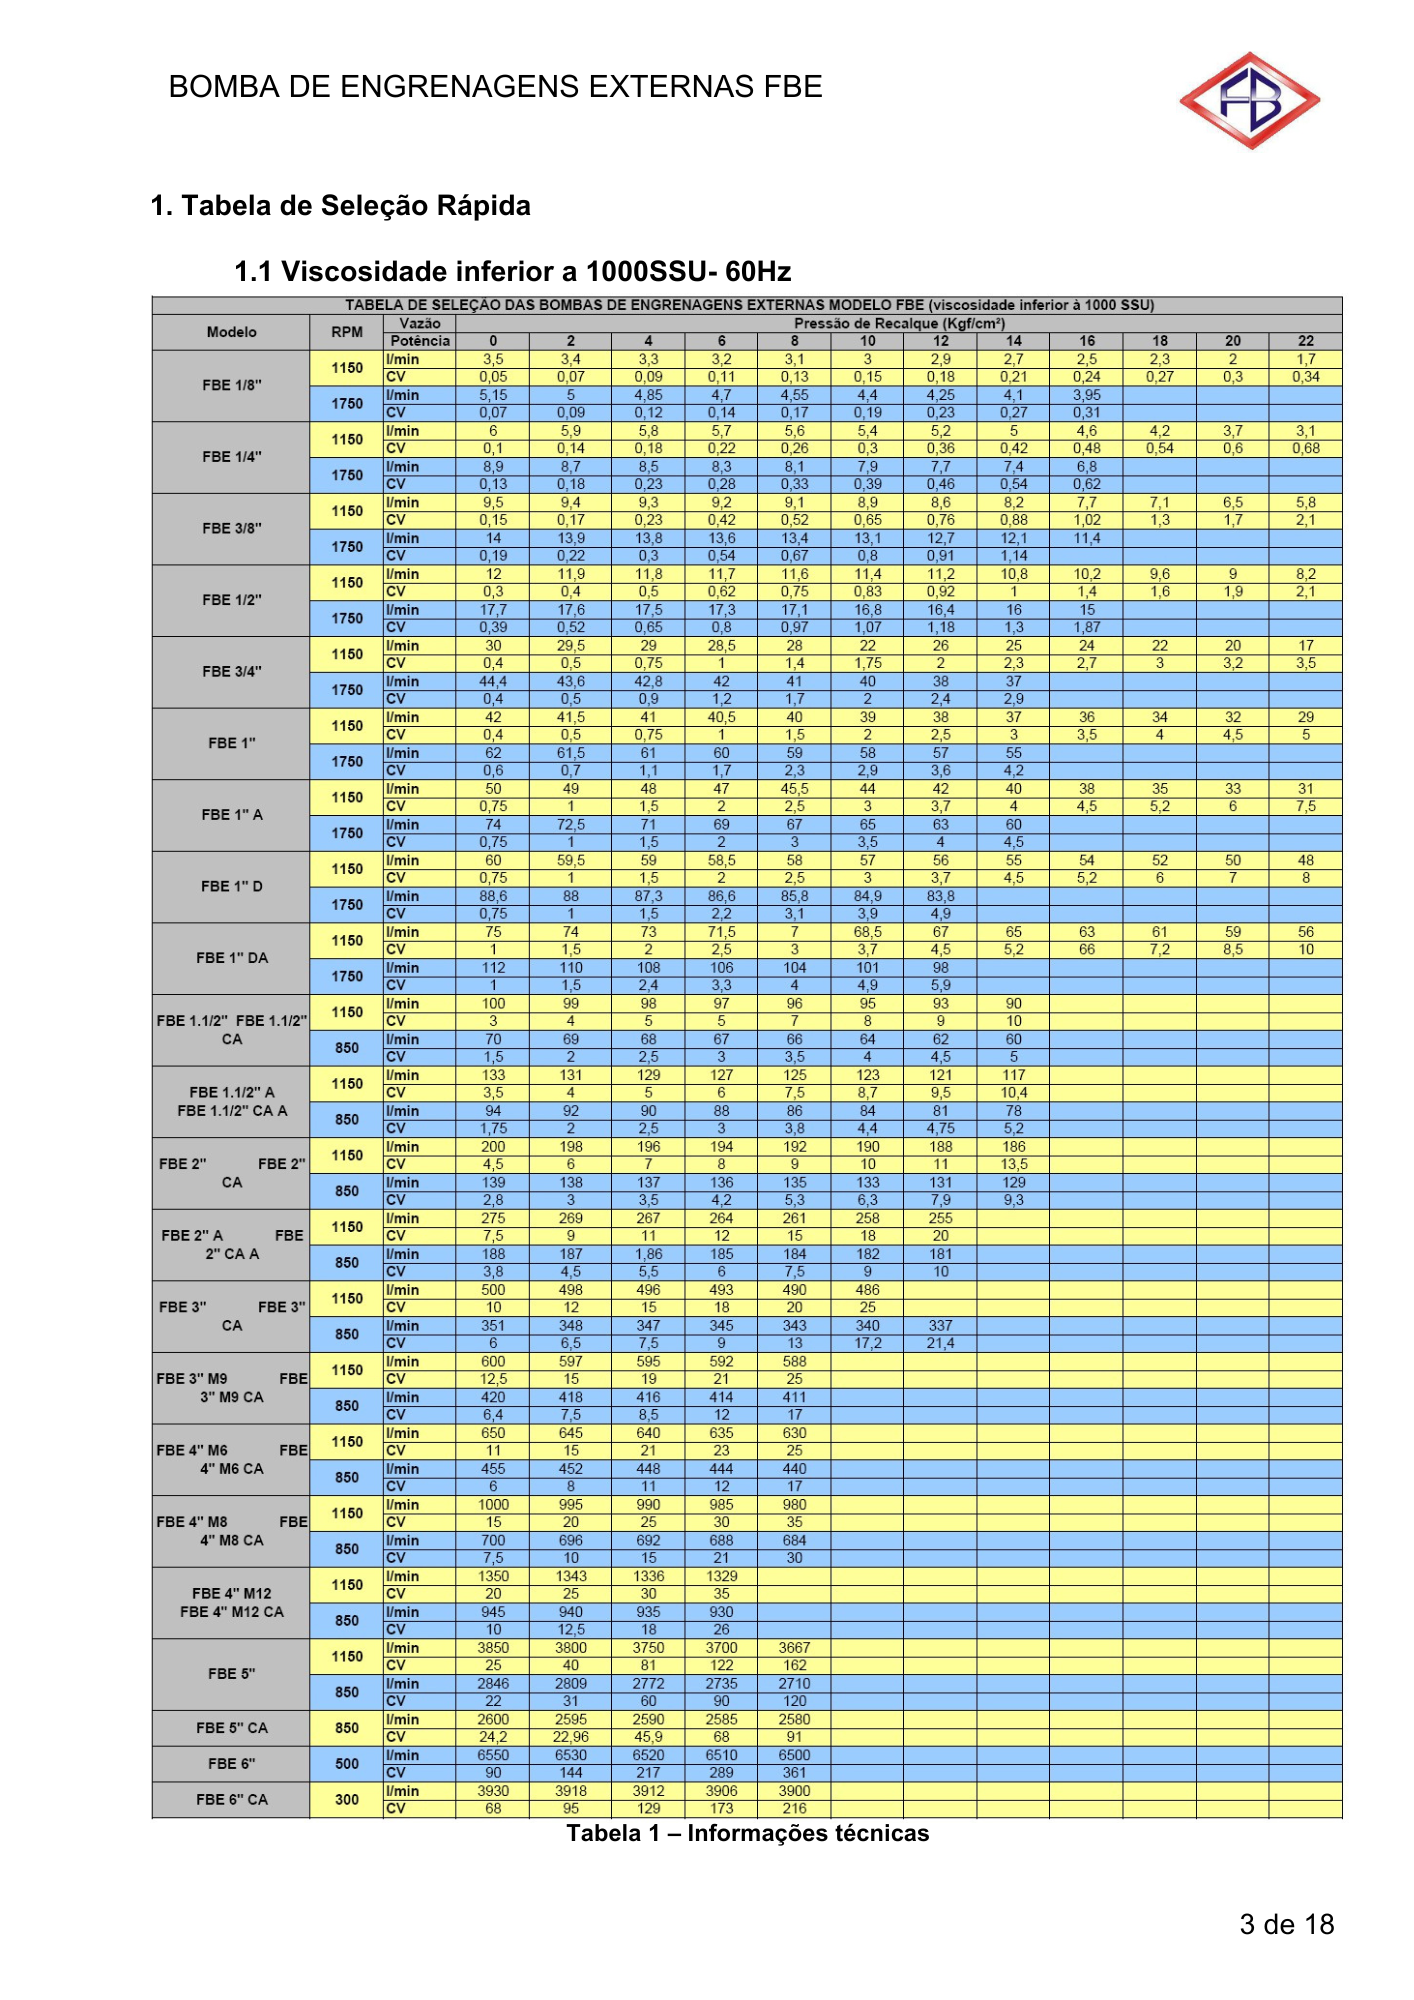 BOMBA DE ENGRENAGENS EXTERNAS FBE
FB
1. Tabela de Seleção Rápida
1.1 Viscosidade inferior a 1000SSU- 60Hz
TABELA DE SELEÇÃO DAS BOMBAS DE ENGRENAGENS EXTERNAS MODELO FBE (viscosidade inferior à 1000 SSU)
Modelo RPM Vazão Pressão de Recalque (Kgf/cm²)
Potência 0 2 4 6 8 10 12 14 16 18 20 22
FBE 1/8" 1150 l/min 3,5 3,4 3,3 3,2 3,1 3 2,9 2,7 2,5 2,3 2 1,7
CV 0,05 0,07 0,09 0,11 0,13 0,15 0,18 0,21 0,24 0,27 0,3 0,34
1750 l/min 5,15 5 4,85 4,7 4,55 4,4 4,25 4,1 3,95
CV 0,07 0,09 0,12 0,14 0,17 0,19 0,23 0,27 0,31
FBE 1/4" 1150 l/min 6 5,9 5,8 5,7 5,6 5,4 5,2 5 4,6 4,2 3,7 3,1
CV 0,1 0,14 0,18 0,22 0,26 0,3 0,36 0,42 0,48 0,54 0,6 0,68
1750 l/min 8,9 8,7 8,5 8,3 8,1 7,9 7,7 7,4 6,8
CV 0,13 0,18 0,23 0,28 0,33 0,39 0,46 0,54 0,62
FBE 3/8" 1150 l/min 9,5 9,4 9,3 9,2 9,1 8,9 8,6 8,2 7,7 7,1 6,5 5,8
CV 0,15 0,17 0,23 0,42 0,52 0,65 0,76 0,88 1,02 1,3 1,7 2,1
1750 l/min 14 13,9 13,8 13,6 13,4 13,1 12,7 12,1 11,4
CV 0,19 0,22 0,3 0,54 0,67 0,8 0,91 1,14
FBE 1/2" 1150 l/min 12 11,9 11,8 11,7 11,6 11,4 11,2 10,8 10,2 9,6 9 8,2
CV 0,3 0,4 0,5 0,62 0,75 0,83 0,92 1 1,4 1,6 1,9 2,1
1750 l/min 17,7 17,6 17,5 17,3 17,1 16,8 16,4 16 15
CV 0,39 0,52 0,65 0,8 0,97 1,07 1,18 1,3 1,87
FBE 3/4" 1150 l/min 30 29,5 29 28,5 28 22 26 25 24 22 20 17
CV 0,4 0,5 0,75 1 1,4 1,75 2 2,3 2,7 3 3,2 3,5
1750 l/min 44,4 43,6 42,8 42 41 40 38 37
CV 0,4 0,5 0,9 1,2 1,7 2 2,4 2,9
FBE 1" 1150 l/min 42 41,5 41 40,5 40 39 38 37 36 34 32 29
CV 0,4 0,5 0,75 1 1,5 2 2,5 3 3,5 4 4,5 5
1750 l/min 62 61,5 61 60 59 58 57 55
CV 0,6 0,7 1,1 1,7 2,3 2,9 3,6 4,2
FBE 1" A 1150 l/min 50 49 48 47 45,5 44 42 40 38 35 33 31
CV 0,75 1 1,5 2 2,5 3 3,7 4 4,5 5,2 6 7,5
1750 l/min 74 72,5 71 69 67 65 63 60
CV 0,75 1 1,5 2 3 3,5 4 4,5
FBE 1" D 1150 l/min 60 59,5 59 58,5 58 57 56 55 54 52 50 48
CV 0,75 1 1,5 2 2,5 3 3,7 4,5 5,2 6 7 8
1750 l/min 88,6 88 87,3 86,6 85,8 84,9 83,8
CV 0,75 1 1,5 2,2 3,1 3,9 4,9
FBE 1" DA 1150 l/min 75 74 73 71,5 7 68,5 67 65 63 61 59 56
CV 1 1,5 2 2,5 3 3,7 4,5 5,2 66 7,2 8,5 10
1750 l/min 112 110 108 106 104 101 98
CV 1 1,5 2,4 3,3 4 4,9 5,9
FBE 1.1/2" FBE 1.1/2" CA 1150 l/min 100 99 98 97 96 95 93 90
CV 3 4 5 5 7 8 9 10
850 l/min 70 69 68 67 66 64 62 60
CV 1,5 2 2,5 3 3,5 4 4,5 5
FBE 1.1/2" A FBE 1.1/2" CA A 1150 l/min 133 131 129 127 125 123 121 117
CV 3,5 4 5 6 7,5 8,7 9,5 10,4
850 l/min 94 92 90 88 86 84 81 78
CV 1,75 2 2,5 3 3,8 4,4 4,75 5,2
FBE 2" FBE 2" CA 1150 l/min 200 198 196 194 192 190 188 186
CV 4,5 6 7 8 9 10 11 13,5
850 l/min 139 138 137 136 135 133 131 129
CV 2,8 3 3,5 4,2 5,3 6,3 7,9 9,3
FBE 2" A FBE 2" CA A 1150 l/min 275 269 267 264 261 258 255
CV 7,5 9 11 12 15 18 20
850 l/min 188 187 1,86 185 184 182 181
CV 3,8 4,5 5,5 6 7,5 9 10
FBE 3" FBE 3" CA 1150 l/min 500 498 496 493 490 486
CV 10 12 15 18 20 25
850 l/min 351 348 347 345 343 340 337
CV 6 6,5 7,5 9 13 17,2 21,4
FBE 3" M9 FBE 3" M9 CA 1150 l/min 600 597 595 592 588
CV 12,5 15 19 21 25
850 l/min 420 418 416 414 411
CV 6,4 7,5 8,5 12 17
FBE 4" M6 FBE 4" M6 CA 1150 l/min 650 645 640 635 630
CV 11 15 21 23 25
850 l/min 455 452 448 444 440
CV 6 8 11 12 17
FBE 4" M8 FBE 4" M8 CA 1150 l/min 1000 995 990 985 980
CV 15 20 25 30 35
850 l/min 700 696 692 688 684
CV 7,5 10 15 21 30
FBE 4" M12 FBE 4" M12 CA 1150 l/min 1350 1343 1336 1329
CV 20 25 30 35
850 l/min 945 940 935 930
CV 10 12,5 18 26
FBE 5" 1150 l/min 3850 3800 3750 3700 3667
CV 25 40 81 122 162
850 l/min 2846 2809 2772 2735 2710
CV 22 31 60 90 120
FBE 5" CA 850 l/min 2600 2595 2590 2585 2580
CV 24,2 22,96 45,9 68 91
FBE 6" 500 l/min 6550 6530 6520 6510 6500
CV 90 144 217 289 361
FBE 6" CA 300 l/min 3930 3918 3912 3906 3900
CV 68 95 129 173 216
Tabela 1 – Informações técnicas
3 de 18